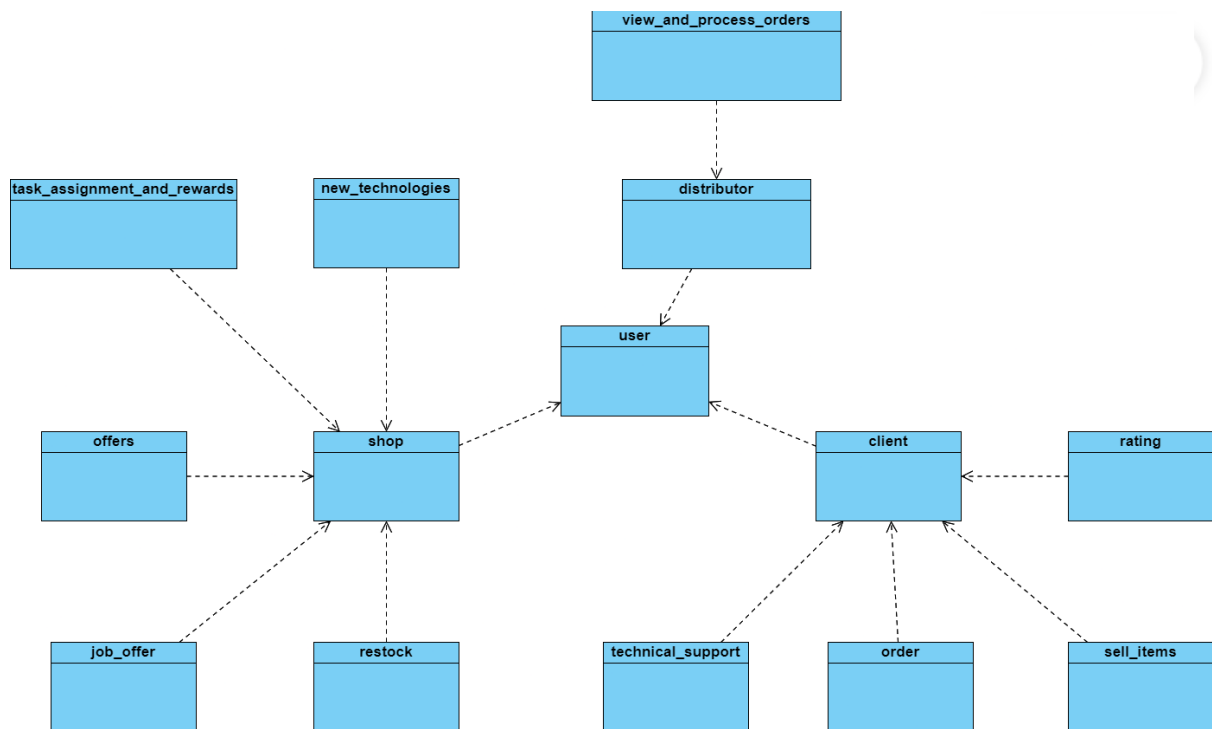 view_and_process_orders
task_assignment_and_rewards
new_technologies
distributor
user
offers
shop
client
rating
job_offer
restock
technical_support
order
sell_items